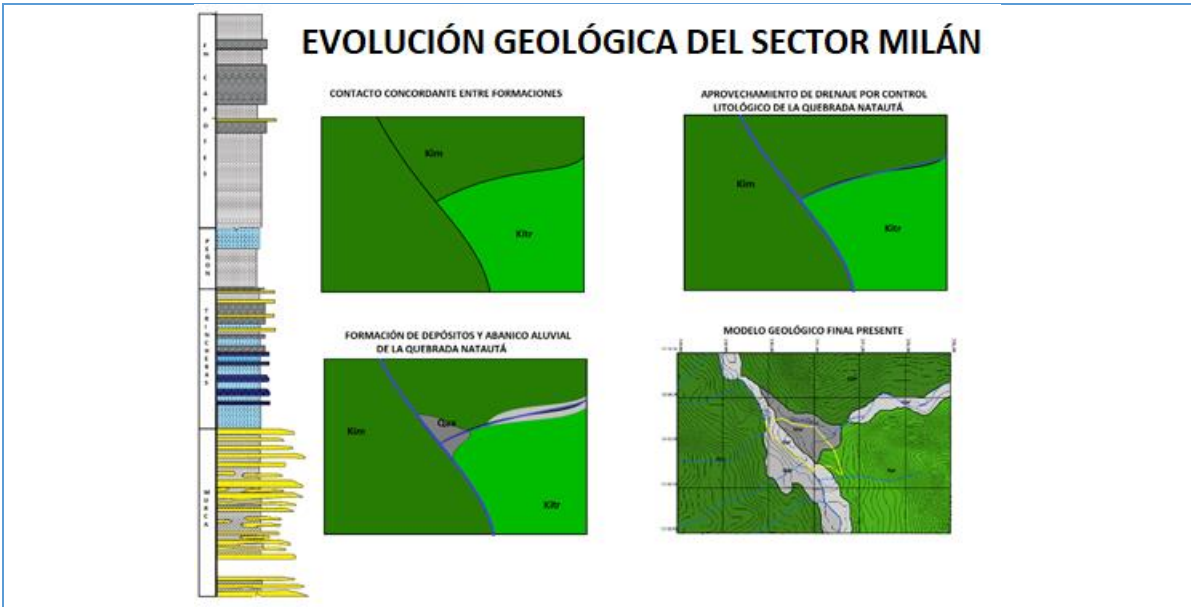 EVOLUCIÓN GEOLÓGICA DEL SECTOR MILÁN
CAPOTES
PEÑON
TRINCHERAS
MURCA
CONTACTO CONCORDANTE ENTRE FORMACIONES
Kim
Kitr
APROVECHAMIENTO DE DRENAJE POR CONTROL
LITOLÓGICO DE LA QUEBRADA NATAUTÁ
Kim
Kitr
FORMACIÓN DE DEPÓSITOS Y ABANICO ALUVIAL
DE LA QUEBRADA NATAUTÁ
Kim
Qaa
Kitr
MODELO GEOLÓGICO FINAL PRESENTE